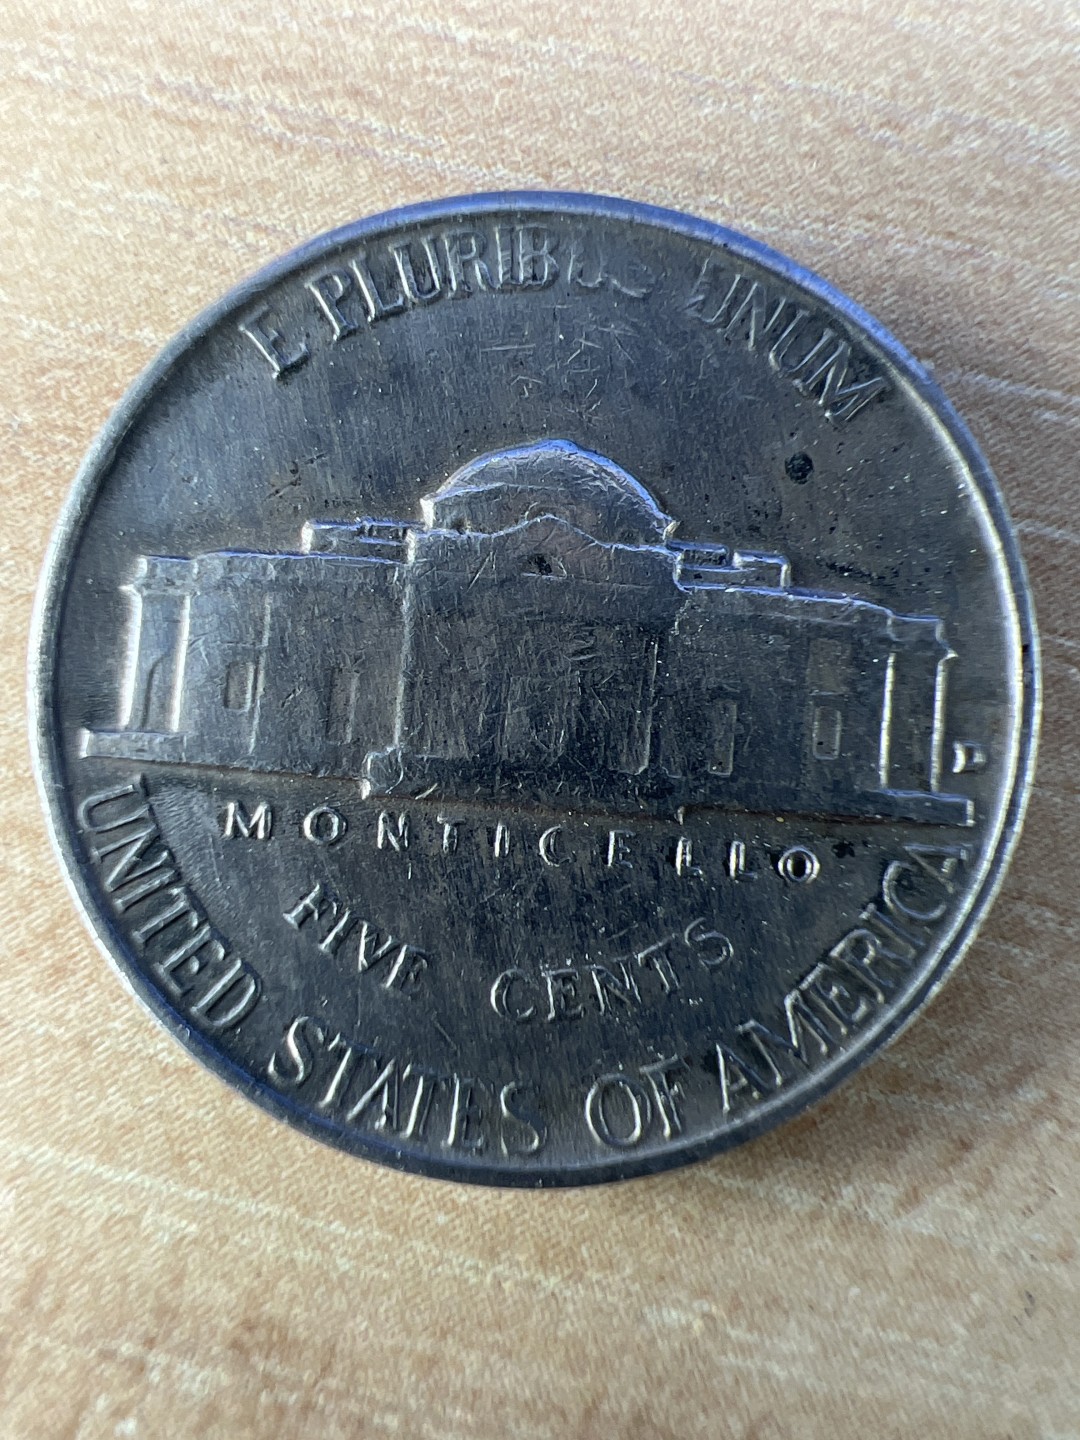 E PLURIBUS UNUM
MONTICELLO
FIVE CENTS
UNITED STATES OF AMERICA